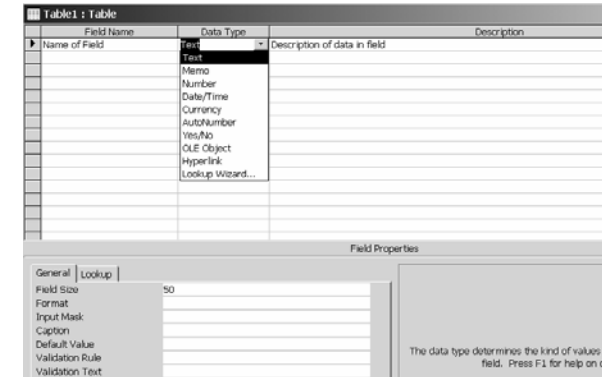 Table1 : Table
Field Name Data Type Description
Name of Field Text Description of data in field
Text
Memo
Number
Date/Time
Currency
AutoNumber
Yes/No
OLE Object
Hyperlink
Lookup Wizard...
Field Properties
General Lookup
Field Size 50
Format
Input Mask
Caption
Default Value
Validation Rule
Validation Text
The data type determines the kind of values
field. Press F1 for help on